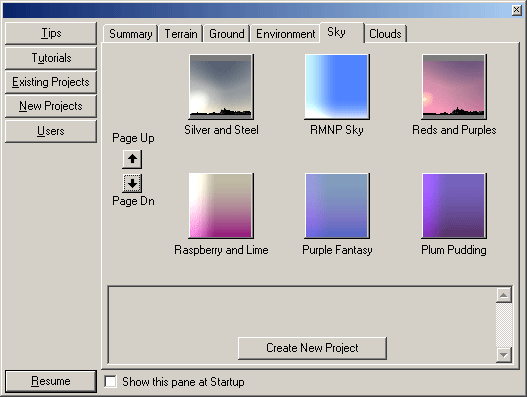 Tips
Tutorials
Existing Projects
New Projects
Users
Summary Terrain Ground Environment Sky Clouds
Page Up
Page Dn
Silver and Steel RMNP Sky Reds and Purples
Raspberry and Lime Purple Fantasy Plum Pudding
Create New Project
Resume
Show this pane at Startup